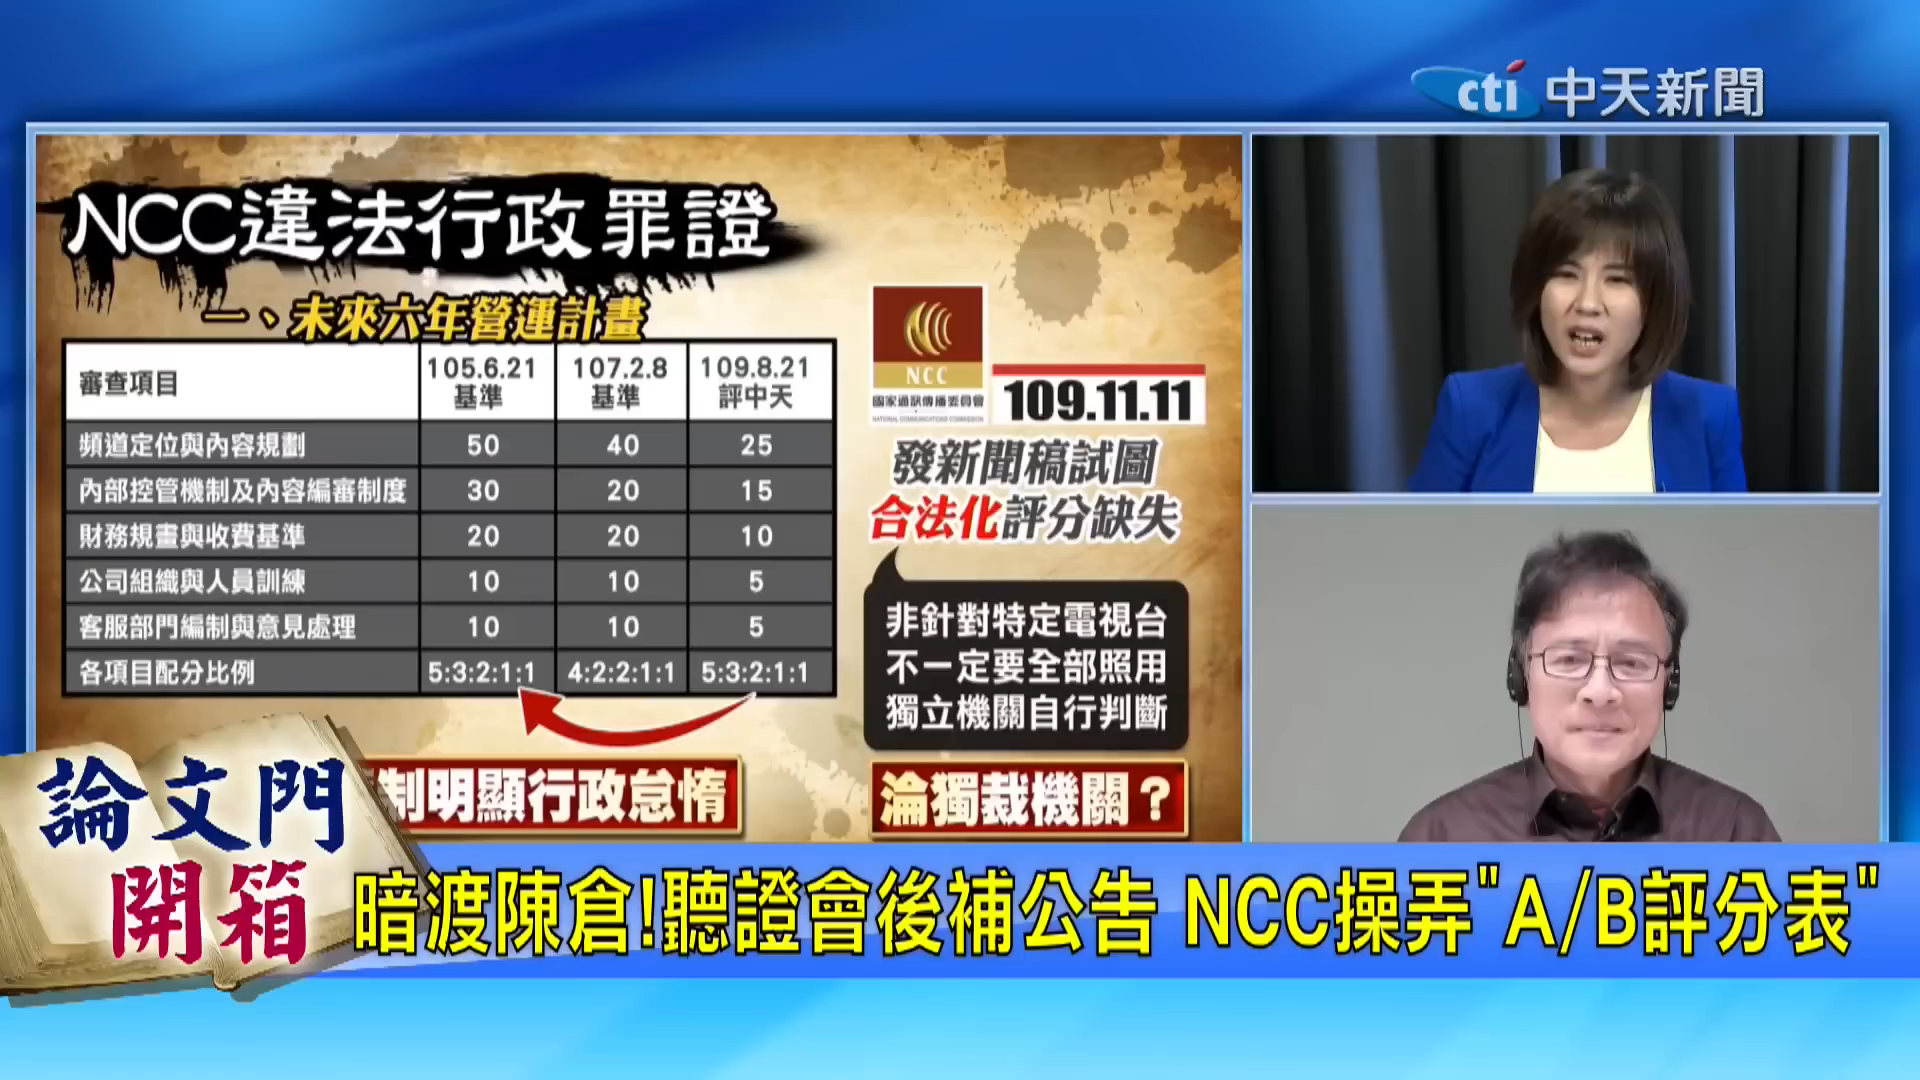 cti 中天新聞
NCC違法行政罪證
一、未來六年營運計畫
審查項目 105.6.21 基準 107.2.8 基準 109.8.21 評中天
頻道定位與內容規劃 50 40 25
內部控管機制及內容編審制度 30 20 15
財務規畫與收費基準 20 20 10
公司組織與人員訓練 10 10 5
客服部門編制與意見處理 10 10 5
各項目配分比例 5:3:2:1:1 4:2:2:1:1 5:3:2:1:1
制明顯行政怠惰
NCC
國家通訊傳播委員會
NATIONAL COMMUNICATIONS COMMISSION
109.11.11
發新聞稿試圖
合法化評分缺失
非針對特定電視台
不一定要全部照用
獨立機關自行判斷
淪獨裁機關？
論文門
開箱
暗渡陳倉!聽證會後補公告 NCC操弄"A/B評分表"